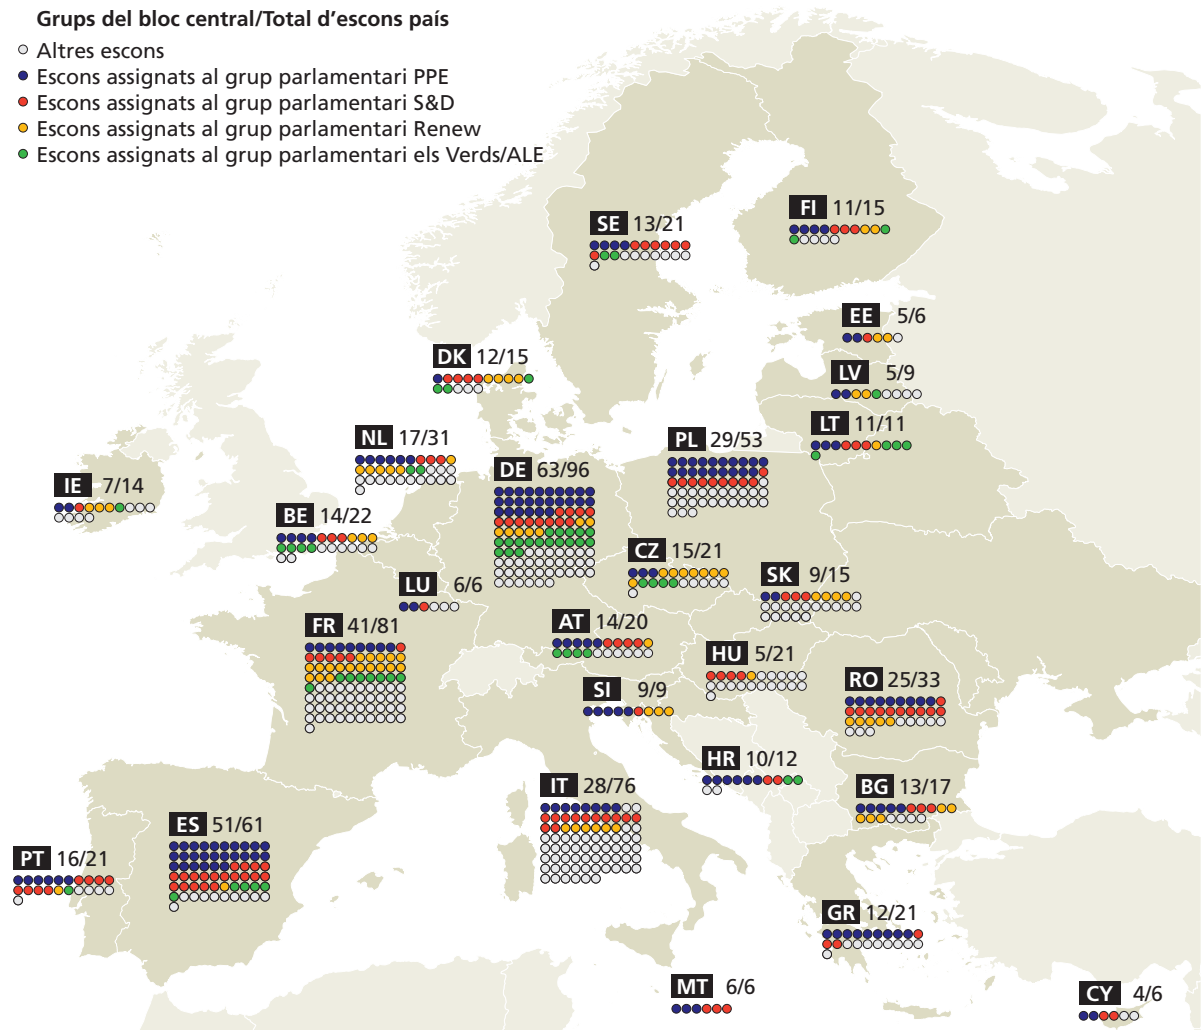 Grups del bloc central/Total d'escons país
Altres escons
Escons assignats al grup parlamentari PPE
Escons assignats al grup parlamentari S&D
Escons assignats al grup parlamentari Renew
Escons assignats al grup parlamentari els Verds/ALE
FI 11/15
SE 13/21
EE 5/6
DK 12/15
LV 5/9
LT 11/11
NL 17/31
PL 29/53
DE 63/96
IE 7/14
BE 14/22
CZ 15/21
SK 9/15
LU 6/6
FR 41/81
AT 14/20
HU 5/21
RO 25/33
SI 9/9
HR 10/12
IT 28/76
BG 13/17
ES 51/61
PT 16/21
GR 12/21
MT 6/6
CY 4/6